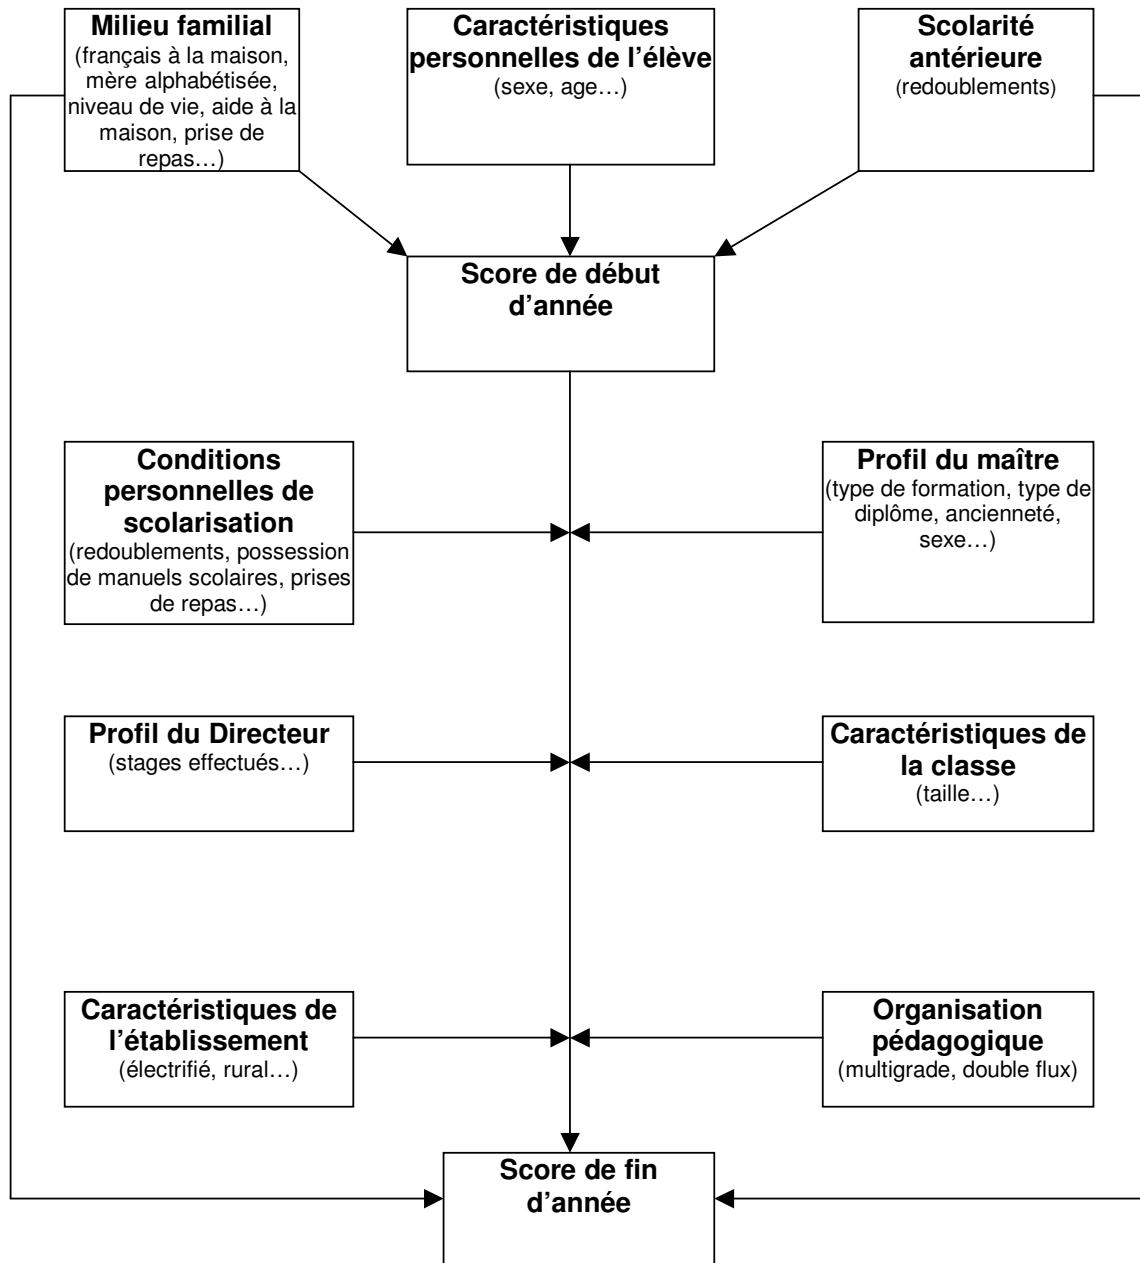 Milieu familial
(français à la maison,
mère alphabétisée,
niveau de vie, aide à la
maison, prise de
repas…)
Caractéristiques
personnelles de l'élève
(sexe, age…)
Scolarité
antérieure
(redoublements)
Score de début
d'année
Conditions
personnelles de
scolarisation
(redoublements, possession
de manuels scolaires, prises
de repas…)
Profil du maître
(type de formation, type de
diplôme, ancienneté,
sexe…)
Profil du Directeur
(stages effectués…)
Caractéristiques de
la classe
(taille…)
Caractéristiques de
l'établissement
(électrifié, rural…)
Organisation
pédagogique
(multigrade, double flux)
Score de fin
d'année